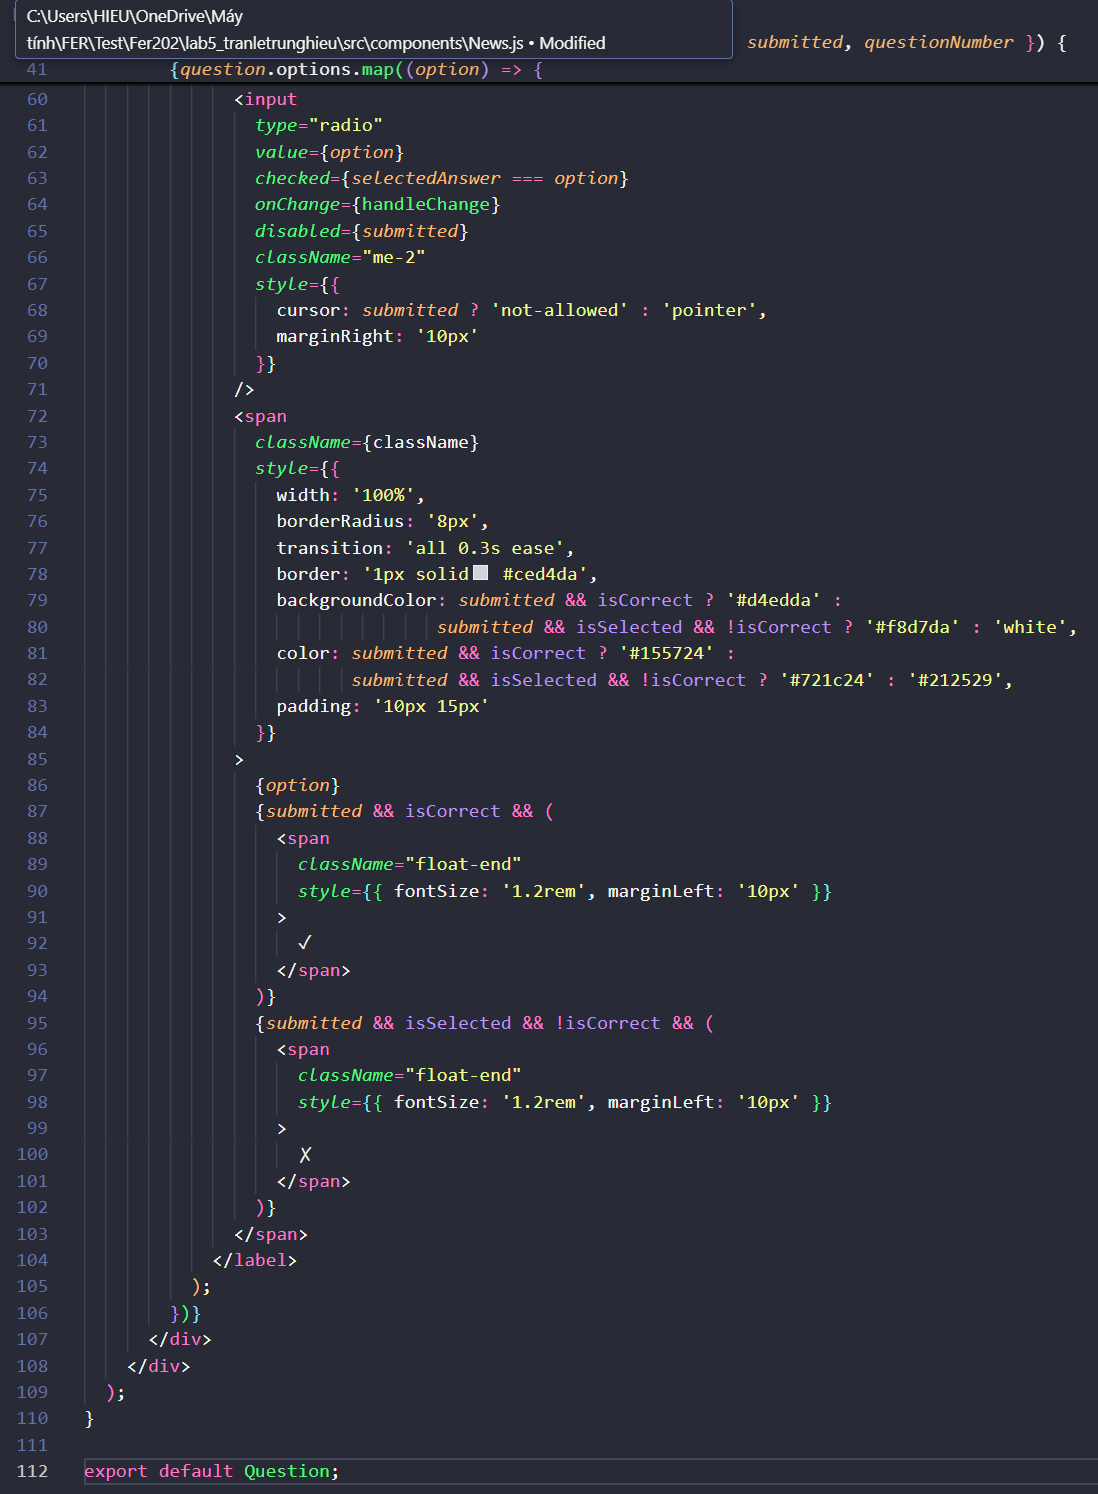 C:\Users\HIEU\OneDrive\Máy
tính\FER\Test\Fer202\lab5_tranletrunghieu\src\components\News.js • Modified
submitted, questionNumber }) {
41 {question.options.map((option) => {
60 <input
61 type="radio"
62 value={option}
63 checked={selectedAnswer === option}
64 onChange={handleChange}
65 disabled={submitted}
66 className="me-2"
67 style={{
68 cursor: submitted ? 'not-allowed' : 'pointer',
69 marginRight: '10px'
70 }}
71 />
72 <span
73 className={className}
74 style={{
75 width: '100%',
76 borderRadius: '8px',
77 transition: 'all 0.3s ease',
78 border: '1px solid #ced4da',
79 backgroundColor: submitted && isCorrect ? '#d4edda' :
80 submitted && isSelected && !isCorrect ? '#f8d7da' : 'white',
81 color: submitted && isCorrect ? '#155724' :
82 submitted && isSelected && !isCorrect ? '#721c24' : '#212529',
83 padding: '10px 15px'
84 }}
85 >
86 {option}
87 {submitted && isCorrect && (
88 <span
89 className="float-end"
90 style={{ fontSize: '1.2rem', marginLeft: '10px' }}
91 >
92 ✓
93 </span>
94 )}
95 {submitted && isSelected && !isCorrect && (
96 <span
97 className="float-end"
98 style={{ fontSize: '1.2rem', marginLeft: '10px' }}
99 >
100 ✗
101 </span>
102 )}
103 </span>
104 </label>
105 );
106 })}
107 </div>
108 </div>
109 );
110 }
111
112 export default Question;